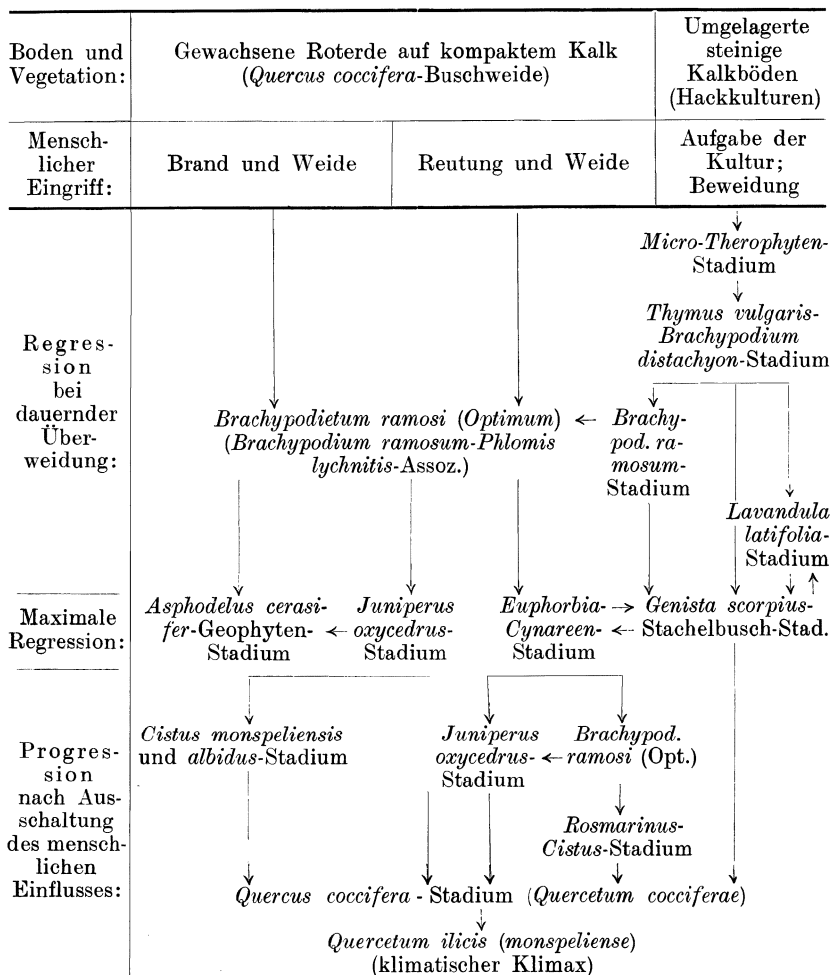 Boden und
Vegetation:
Gewachsene Roterde auf kompaktem Kalk
(Quercus coccifera-Buschweide)
Umgelagerte
steinige
Kalkböden
(Hackkulturen)
Mensch-
licher
Eingriff:
Brand und Weide
Reutung und Weide
Aufgabe der
Kultur;
Beweidung
Regres-
sion
bei
dauernder
Über-
weidung:
Micro-Therophyten-
Stadium
Thymus vulgaris-
Brachypodium
distachyon-Stadium
Brachypodietum ramosi (Optimum)
(Brachypodium ramosum-Phlomis
lychnitis-Assoz.)
Brachy-
pod. ra-
mosum-
Stadium
Lavandula
latifolia-
Stadium
Maximale
Regression:
Asphodelus cerasi-
fer-Geophyten-
Stadium
Juniperus
oxycedrus-
Stadium
Euphorbia-
Cynareen-
Stadium
Genista scorpius-
Stachelbusch-Stad.
Progres-
sion
nach Aus-
schaltung
des mensch-
lichen
Einflusses:
Cistus monspeliensis
und albidus-Stadium
Juniperus
oxycedrus-
Stadium
Brachypod.
ramosi (Opt.)
Rosmarinus-
Cistus-Stadium
Quercus coccifera-Stadium (Quercetum cocciferae)
Quercetum ilicis (monspeliense)
(klimatischer Klimax)